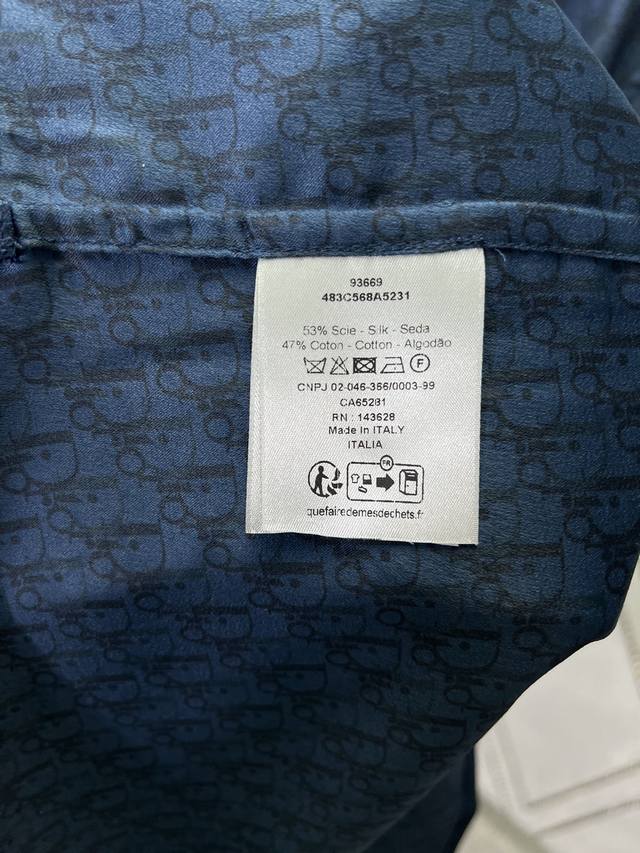 93669
483C568A5231
53% Soie - Silk - Seda
47% Coton - Cotton - Algodão
F
CNPJ 02-046-366/0003-99
CA65281
RN : 143628
Made In ITALY
ITALIA
FR
quefairedemesdechets.fr